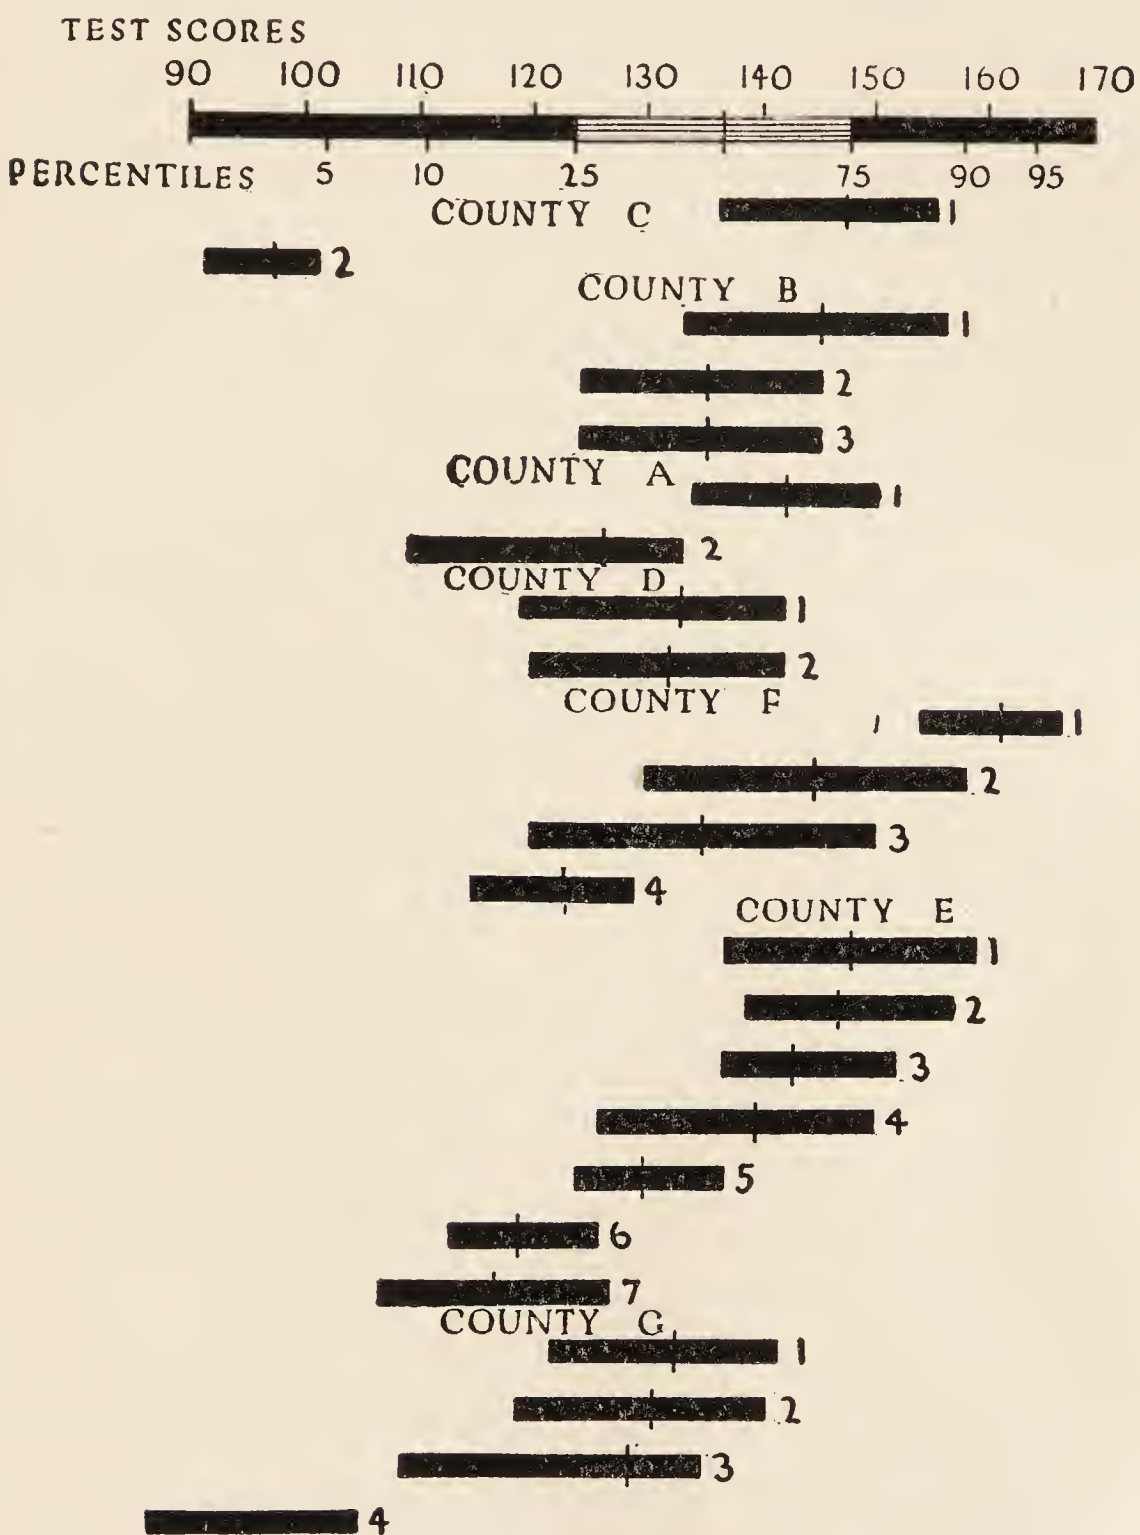 TEST SCORES
90 100 110 120 130 140 150 160 170
PERCENTILES 5 10 25 75 90 95
COUNTY C 1
2
COUNTY B
1
2
3
COUNTY A 1
2
COUNTY D
1
2
COUNTY F
1
2
3
4
COUNTY E
1
2
3
4
5
6
7
COUNTY G
1
2
3
4